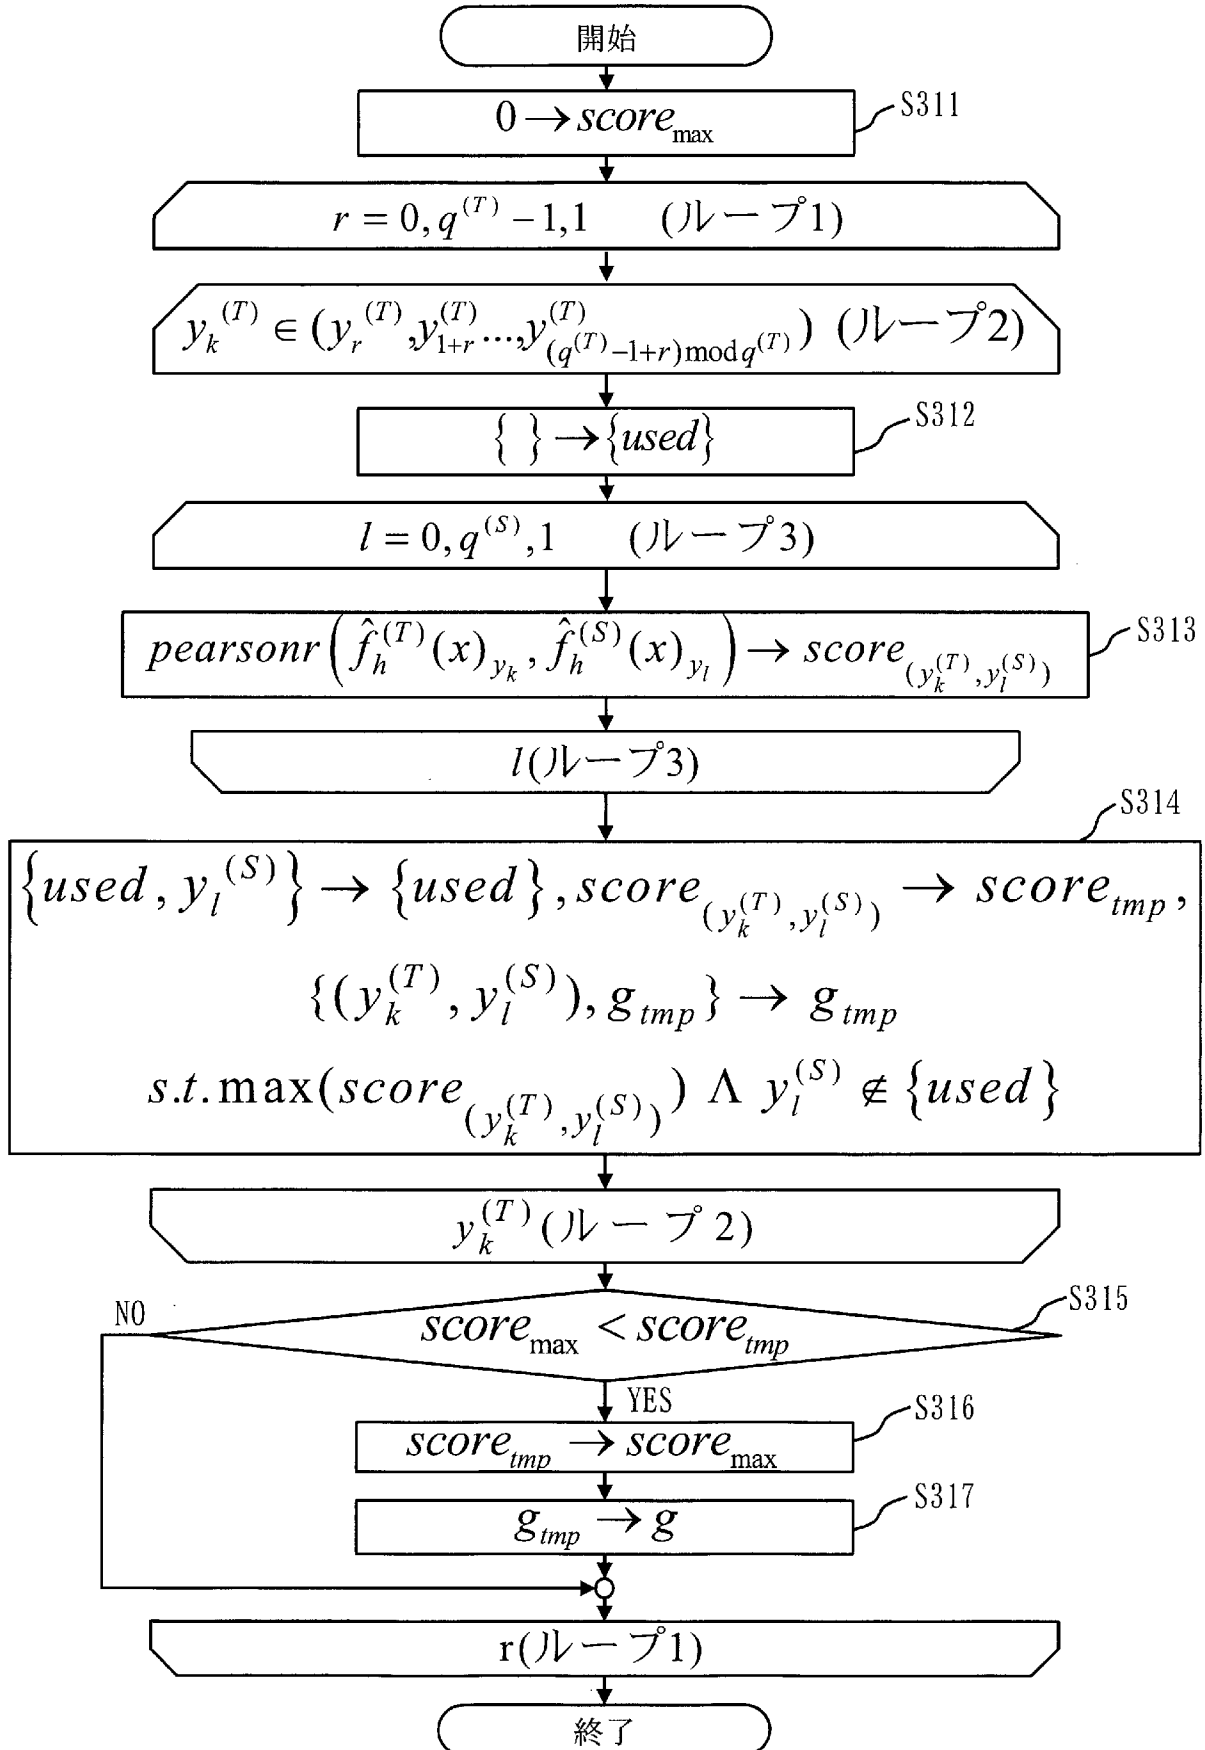 開始
0 → score_max
S311
r = 0, q^(T) − 1, 1 (ループ1)
y_k^(T) ∈ (y_r^(T), y_{1+r}^(T) ..., y_{(q^(T)−1+r) mod q^(T)}^(T)) (ループ2)
S312
{ } → {used}
l = 0, q^(S), 1 (ループ3)
S313
pearsonr(f̂_h^(T)(x)_{y_k}, f̂_h^(S)(x)_{y_l}) → score_{(y_k^(T), y_l^(S))}
l(ループ3)
S314
{used, y_l^(S)} → {used}, score_{(y_k^(T), y_l^(S))} → score_tmp,
{(y_k^(T), y_l^(S)), g_tmp} → g_tmp
s.t. max(score_{(y_k^(T), y_l^(S))}) Λ y_l^(S) ∉ {used}
y_k^(T) (ループ2)
S315
NO
score_max < score_tmp
YES
S316
score_tmp → score_max
S317
g_tmp → g
r(ループ1)
終了